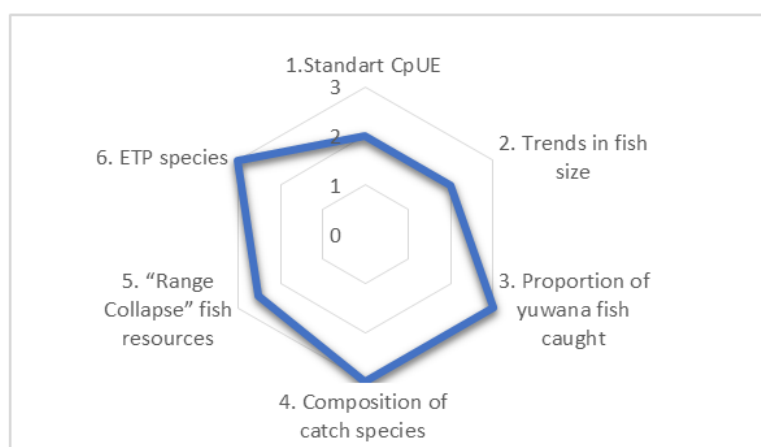 1.Standart CpUE
3
2
1
0
2. Trends in fish
size
3. Proportion of
yuwana fish
caught
4. Composition of
catch species
5. “Range
Collapse” fish
resources
6. ETP species